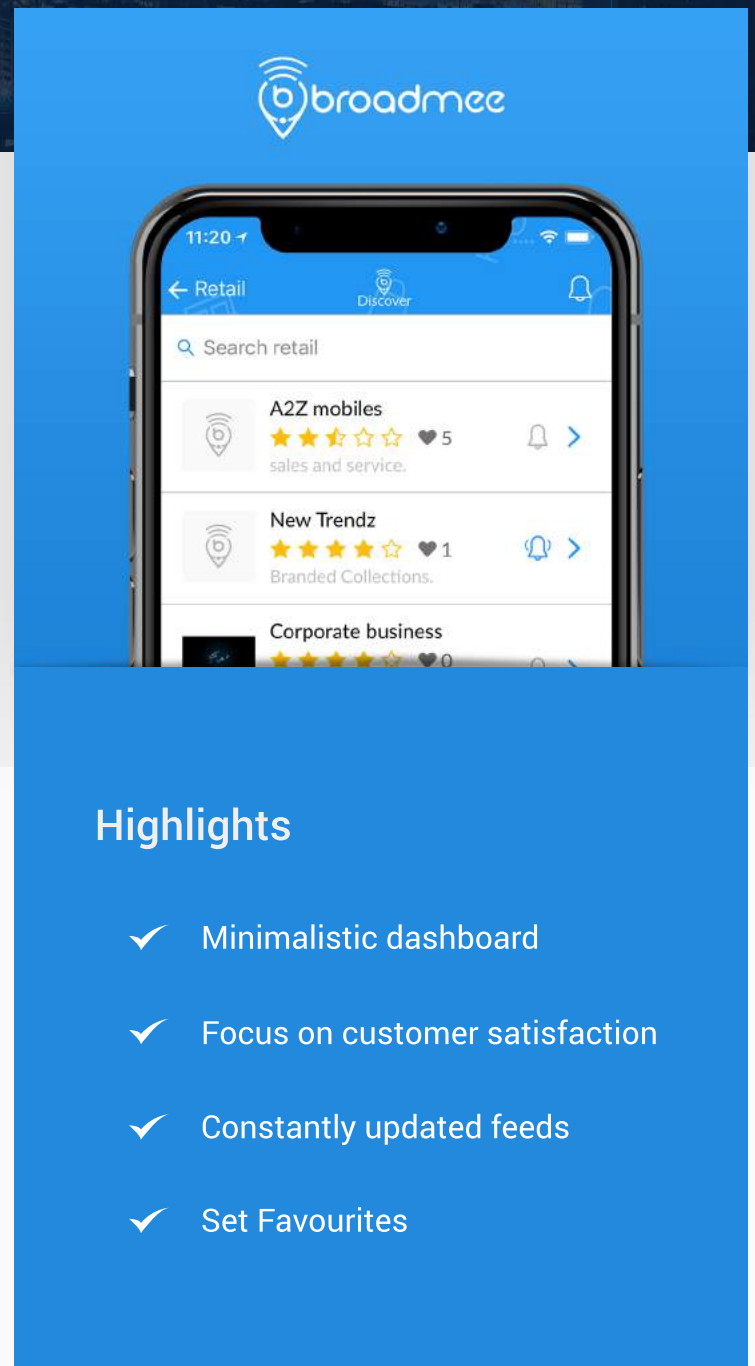 broadmee
11:20
Retail
Discover
Search retail
A2Z mobiles
5
sales and service.
New Trendz
1
Branded Collections.
Corporate business
0
Highlights
Minimalistic dashboard
Focus on customer satisfaction
Constantly updated feeds
Set Favourites